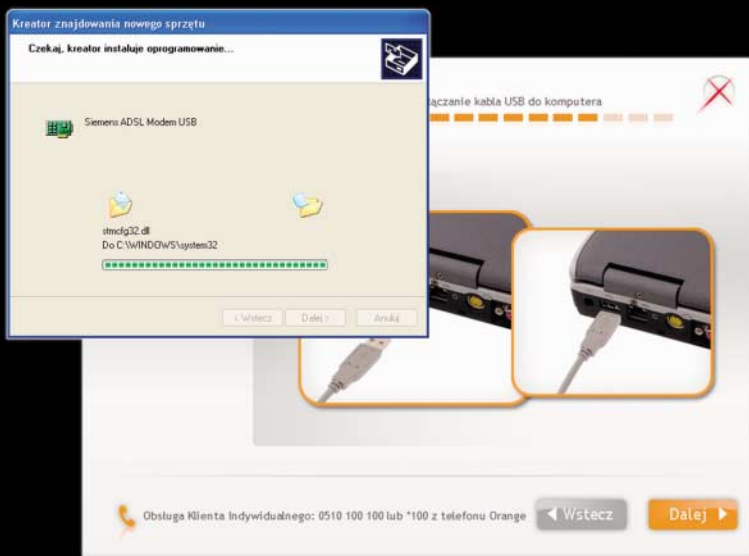 Kreator znajdowania nowego sprzętu
Czekaj, kreator instaluje oprogramowanie...
Siemens ADSL Modem USB
stmcfg32.dll
Do C:\WINDOWS\system32
< Wstecz
Dalej >
Anuluj
kabla USB do komputera
Obsługa Klienta Indywidualnego: 0510 100 100 lub *100 z telefonu Orange
Wstecz
Dalej